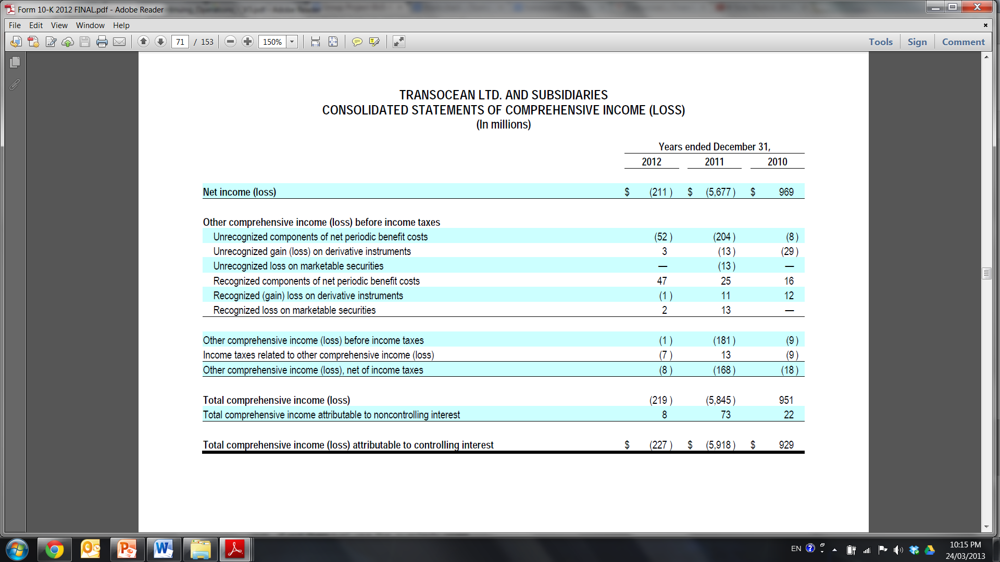 Form 10-K 2012 FINAL.pdf - Adobe Reader
File Edit View Window Help
71 / 153 150% Tools Sign Comment
TRANSOCEAN LTD. AND SUBSIDIARIES
CONSOLIDATED STATEMENTS OF COMPREHENSIVE INCOME (LOSS)
(In millions)
Years ended December 31,
2012 2011 2010
Net income (loss) $ (211 ) $ (5,677 ) $ 969
Other comprehensive income (loss) before income taxes
Unrecognized components of net periodic benefit costs (52 ) (204 ) (8 )
Unrecognized gain (loss) on derivative instruments 3 (13 ) (29 )
Unrecognized loss on marketable securities — (13 ) —
Recognized components of net periodic benefit costs 47 25 16
Recognized (gain) loss on derivative instruments (1 ) 11 12
Recognized loss on marketable securities 2 13 —
Other comprehensive income (loss) before income taxes (1 ) (181 ) (9 )
Income taxes related to other comprehensive income (loss) (7 ) 13 (9 )
Other comprehensive income (loss), net of income taxes (8 ) (168 ) (18 )
Total comprehensive income (loss) (219 ) (5,845 ) 951
Total comprehensive income attributable to noncontrolling interest 8 73 22
Total comprehensive income (loss) attributable to controlling interest $ (227 ) $ (5,918 ) $ 929
EN 10:15 PM
24/03/2013